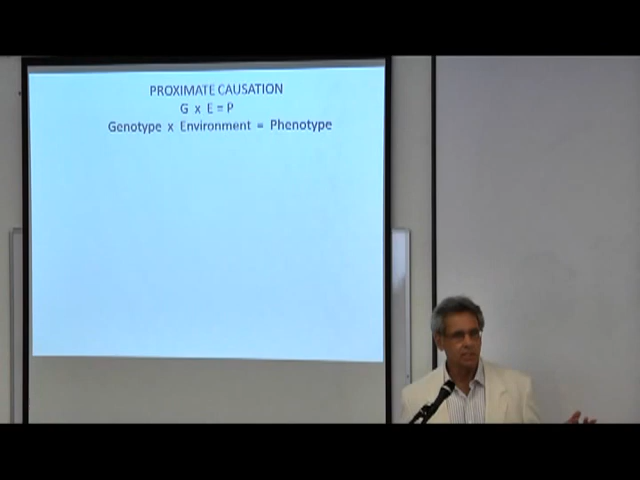 PROXIMATE CAUSATION
G x E = P
Genotype x Environment = Phenotype